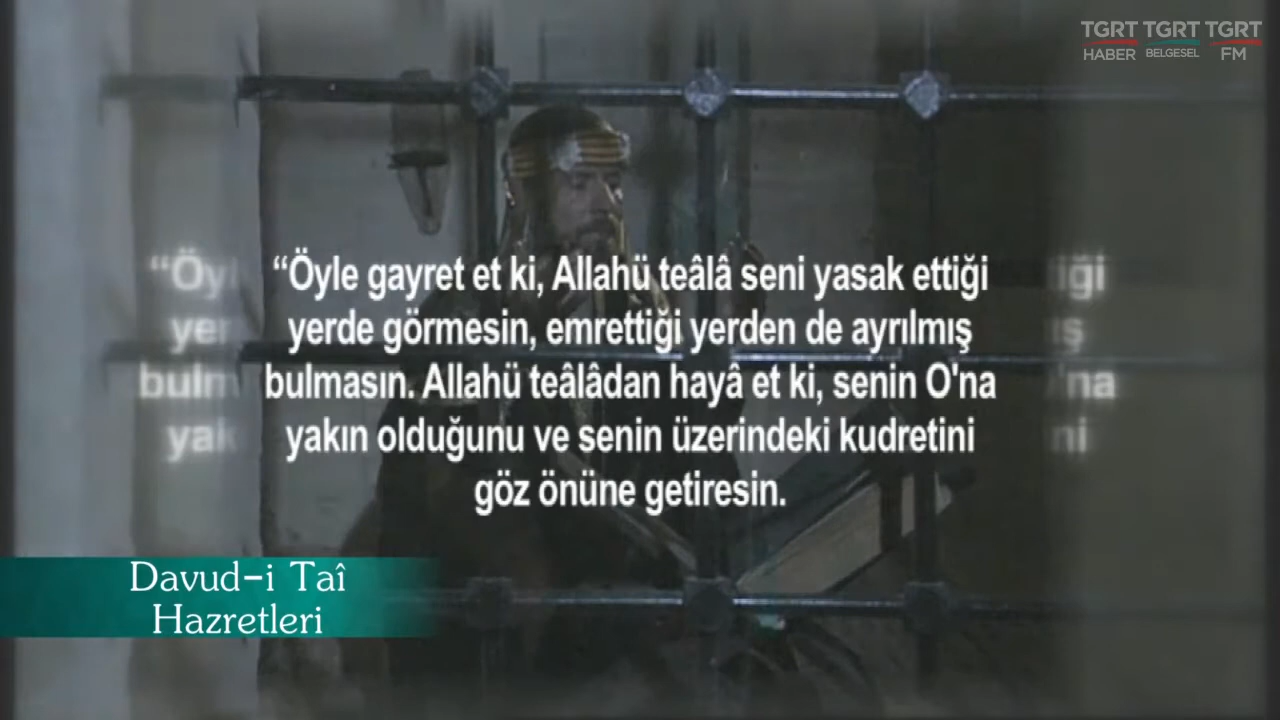 TGRT TGRT TGRT
HABER BELGESEL FM
“Öyle gayret et ki, Allahü teâlâ seni yasak ettiği
yerde görmesin, emrettiği yerden de ayrılmış
bulmasın. Allahü teâlâdan hayâ et ki, senin O'na
yakın olduğunu ve senin üzerindeki kudretini
göz önüne getiresin.
Davud-i Taî
Hazretleri